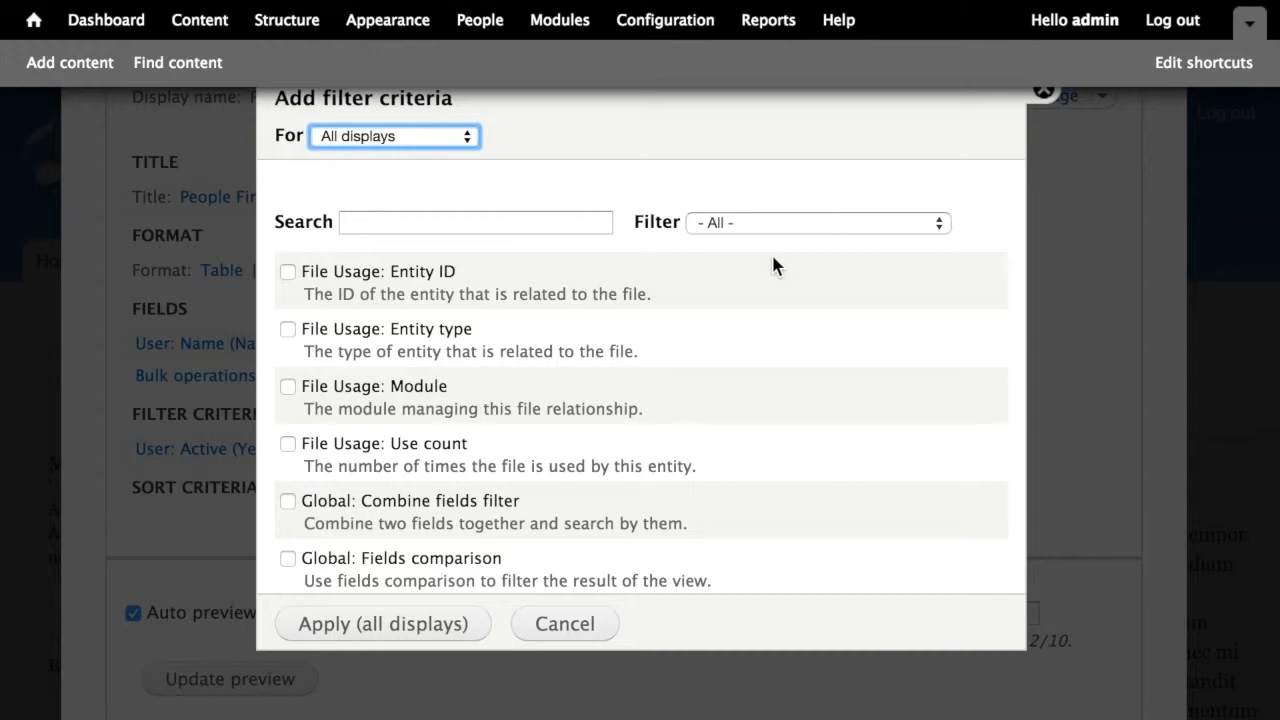 Dashboard Content Structure Appearance People Modules Configuration Reports Help Hello admin Log out
Add content Find content Edit shortcuts
Display name:
Add filter criteria
For All displays
Log out
TITLE
Title: People Fi
FORMAT
Format: Table |
FIELDS
User: Name (Na
Bulk operations
FILTER CRITER
User: Active (Ye
SORT CRITERIA
Search Filter - All -
File Usage: Entity ID
The ID of the entity that is related to the file.
File Usage: Entity type
The type of entity that is related to the file.
File Usage: Module
The module managing this file relationship.
File Usage: Use count
The number of times the file is used by this entity.
Global: Combine fields filter
Combine two fields together and search by them.
Global: Fields comparison
Use fields comparison to filter the result of the view.
Apply (all displays) Cancel
Auto preview
2/10.
Update preview